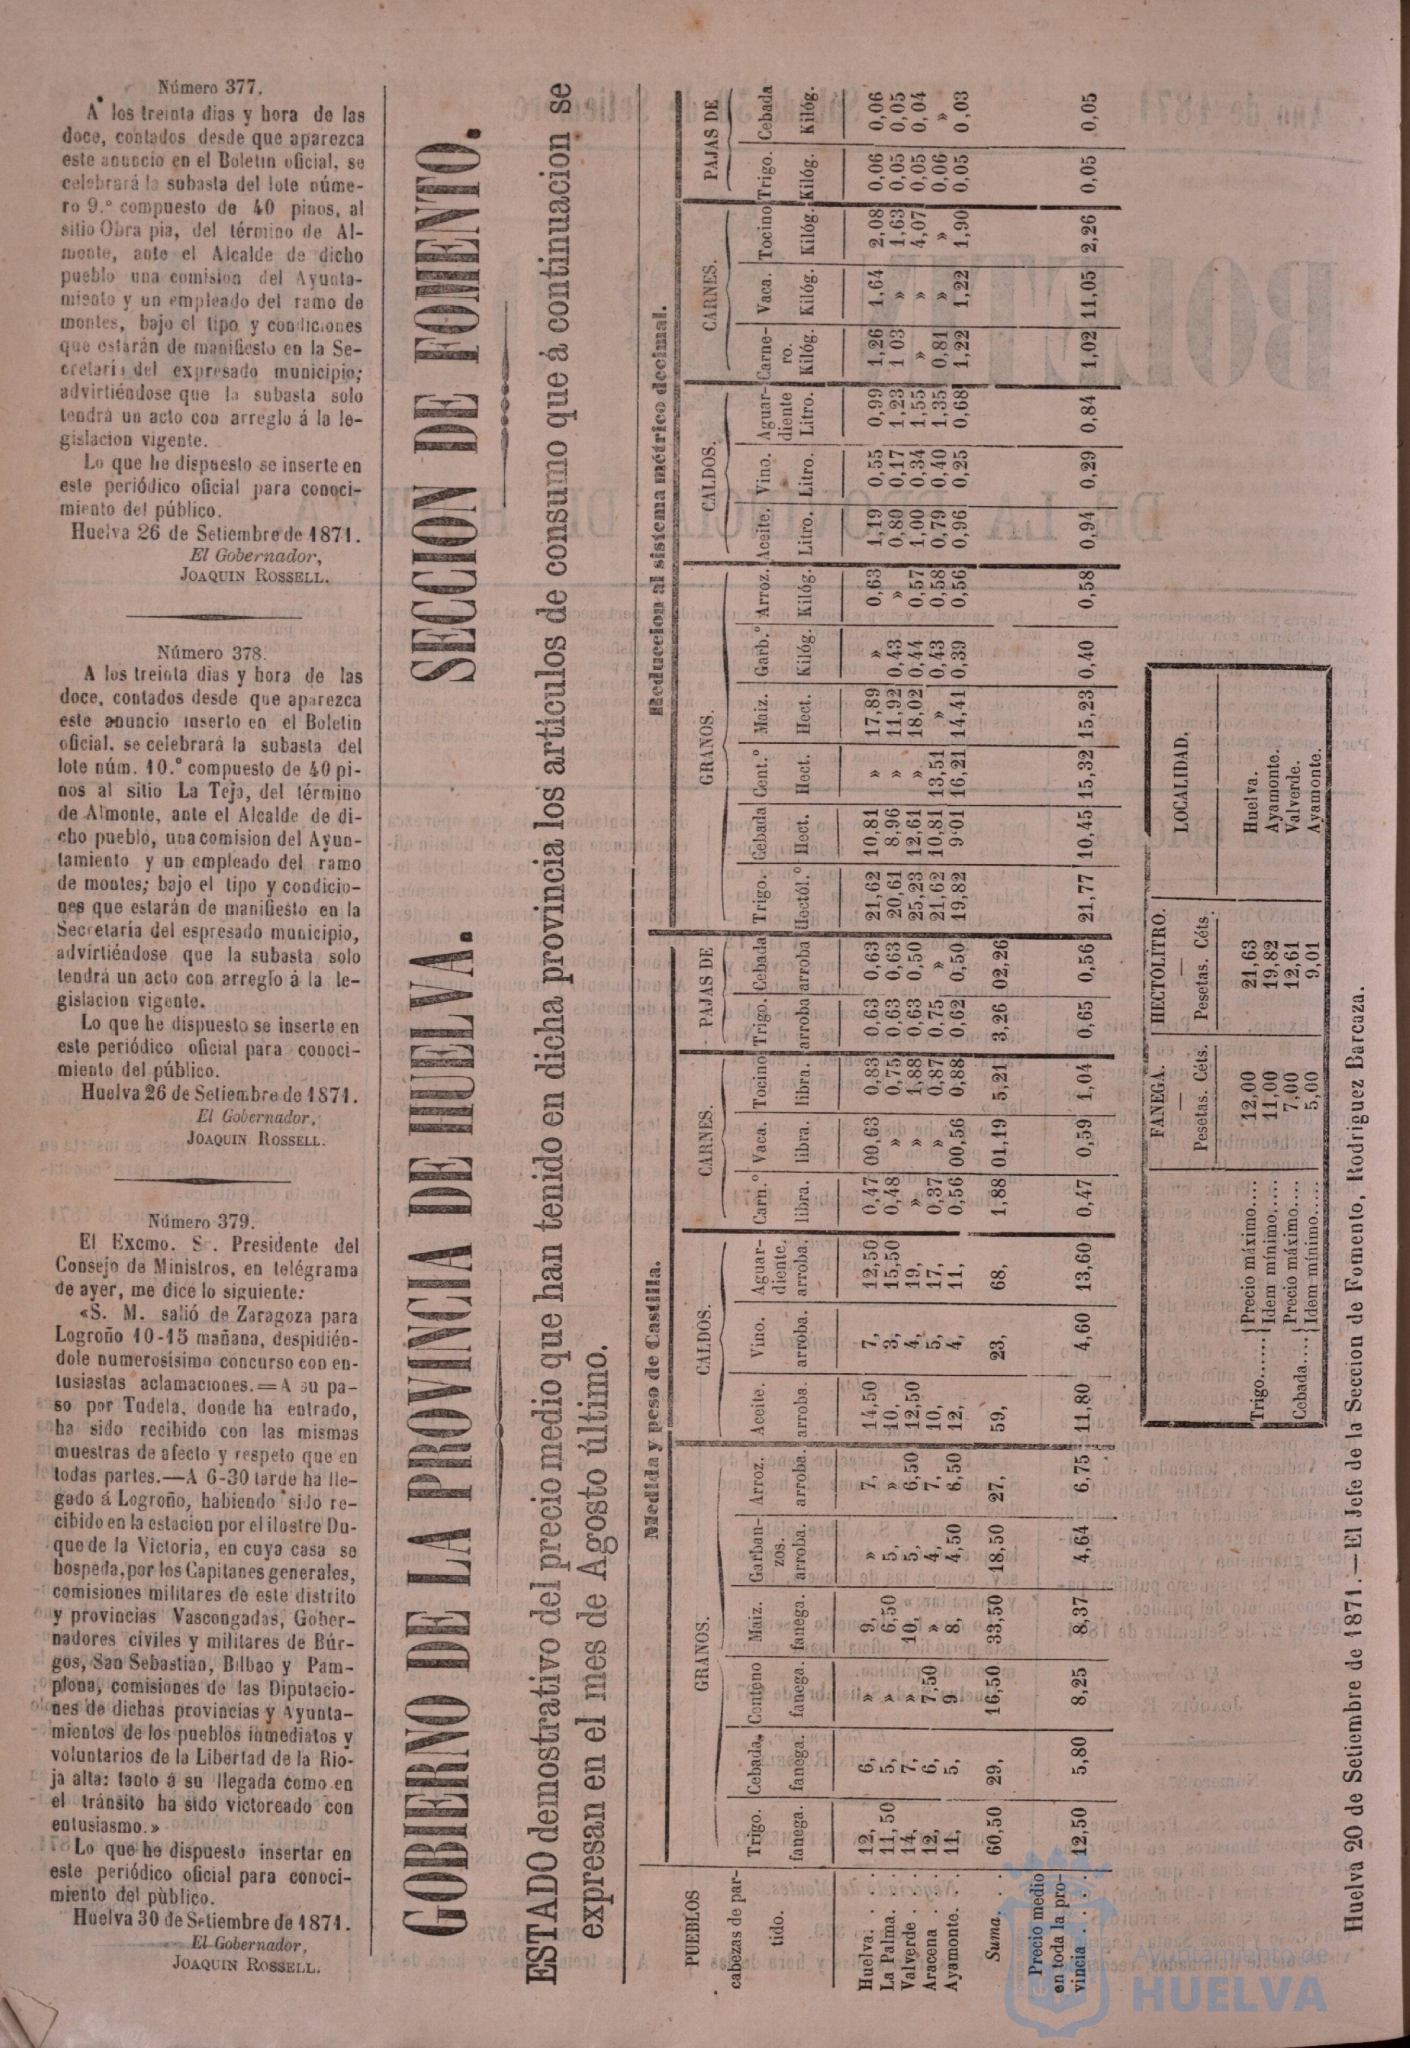 Número 377.
A los treinta dias y hora de las
doce, contados desde que aparezca
este anuncio en el Boletin oficial, se
celebrará la subasta del lote núme-
ro 9.º compuesto de 40 pinos, al
sitio Obra pia, del término de Al-
monte, ante el Alcalde de dicho
pueblo una comision del Ayunta-
miento y un empleado del ramo de
montes, bajo el tipo y condiciones
que estarán de manifiesto en la Se-
cretaria del expresado municipio;
advirtiéndose que la subasta solo
tendrá un acto con arreglo á la le-
gislacion vigente.
Lo que he dispuesto se inserte en
este periódico oficial para conoci-
miento del público.
Huelva 26 de Setiembre de 1871.
El Gobernador,
JOAQUIN ROSSELL.
Número 378.
A los treinta dias y hora de las
doce, contados desde que aparezca
este anuncio inserto en el Boletin
oficial, se celebrará la subasta del
lote núm. 10.º compuesto de 40 pi-
nos al sitio La Teja, del término
de Almonte, ante el Alcalde de di-
cho pueblo, una comision del Ayun-
tamiento y un empleado del ramo
de montes; bajo el tipo y condicio-
nes que estarán de manifiesto en la
Secretaria del espresado municipio,
advirtiéndose que la subasta solo
tendrá un acto con arreglo á la le-
gislacion vigente.
Lo que he dispuesto se inserte en
este periódico oficial para conoci-
miento del público.
Huelva 26 de Setiembre de 1871.
El Gobernador,
JOAQUIN ROSSELL.
Número 379.
El Excmo. Sr. Presidente del
Consejo de Ministros, en telégrama
de ayer, me dice lo siguiente:
«S. M. salió de Zaragoza para
Logroño 10-15 mañana, despidién-
dole numerosísimo concurso con en-
tusiastas aclamaciones.=A su pa-
so por Tudela, donde ha entrado,
ha sido recibido con las mismas
muestras de afecto y respeto que en
todas partes.—A 6-30 tarde ha lle-
gado á Logroño, habiendo sido re-
cibido en la estacion por el ilustre Du-
que de la Victoria, en cuya casa se
hospeda, por los Capitanes generales,
comisiones militares de este distrito
y provincias Vascongadas, Gober-
nadores civiles y militares de Búr-
gos, San Sebastian, Bilbao y Pam-
plona, comisiones de las Diputacio-
nes de dichas provincias y Ayunta-
mientos de los pueblos inmediatos y
voluntarios de la Libertad de la Rio-
ja alta: tanto á su llegada como en
el tránsito ha sido victoreado con
entusiasmo.»
Lo que he dispuesto insertar en
este periódico oficial para conoci-
miento del público.
Huelva 30 de Setiembre de 1871.
El Gobernador,
JOAQUIN ROSSELL.
GOBIERNO DE LA PROVINCIA DE HUELVA. SECCION DE FOMENTO.
ESTADO demostrativo del precio medio que han tenido en dicha provincia los artículos de consumo que á continuacion se
expresan en el mes de Agosto último.
Medida y peso de Castilla. Reduccion al sistema métrico decimal.
PUEBLOS GRANOS. CALDOS. CARNES. PAJAS DE GRANOS. CALDOS. CARNES. PAJAS DE
cabezas de par- Trigo. Cebada, Centeno Maiz. Garban- Arroz. Aceite. Vino. Aguar- Carn.º Vaca. Tocino Trigo. Cebada Trigo. Cebada Cent.º Maiz. Garb.º Arroz. Aceite. Vino. Aguar- Carne- Vaca. Tocino Trigo. Cebada
zos. diente. diente ro.
tido. fanega. fanega. fanega. fanega. arroba. arroba. arroba. arroba. arroba. libra. libra. libra. arroba arroba Hectól.º Hect. Hect. Hect. Kilóg. Kilóg. Litro. Litro. Litro. Kilóg. Kilóg. Kilóg. Kilóg. Kilóg.
Huelva. . . 12, 6, » 9, » 7, 14,50 7, 12,50 0,47 00,63 0,83 0,63 0,63 21,62 10,81 » 17,89 » 0,63 1,19 0,55 0,99 1,26 1,64 2,08 0,06 0,06
La Palma. . . 11, 50 5, » 6,50 5, » 10, 3, 15,50 0,48 » 0,75 0,63 0,63 20,61 8,96 » 11,92 0,43 » 0,80 0,17 1,23 1 03 » 1,63 0,05 0,05
Valverde . . 14, 7, » 10, 5, 6,50 12,50 4, 19, » » 1,88 0,63 0,50 25,23 12,61 » 18,02 0,44 0,57 1,00 0,34 1,55 » » 4,07 0,05 0,04
Aracena . . 12, 6, 7,50 » 4, 7, 10, 5, 17, 0,37 » 0,87 0,75 » 21,62 10,81 13,51 » 0,43 0,58 0,79 0,40 1,35 0,81 » » 0,06 »
Ayamonte. . . 11, 5, 9 8, 4,50 6,50 12, 4, 11, 0,56 00,56 0,88 0,62 0,50 19,82 9·01 16,21 14,41 0,39 0,56 0,96 0,25 0,68 1,22 1,22 1,90 0,05 0,03
Suma. . . 60,50 29, 16,50 33,50 18,50 27, 59, 23, 68, 1,88 01,19 5,21 3,26 02,26
Precio medio
en toda la pro-
vincia . . . 12,50 5,80 8,25 8,37 4,64 6,75 11,80 4,60 13,60 0,47 0,59 1,04 0,65 0,56 21,77 10,45 15,32 15,23 0,40 0,58 0,94 0,29 0,84 1,02 11,05 2,26 0,05 0,05
FANEGA. HECTOLITRO. LOCALIDAD.
Pesetas. Céts. Pesetas. Céts.
Trigo...... Precio máximo.... 12,00 21,63 Huelva.
Idem mínimo.... 11,00 19,82 Ayamonte.
Cebada.... Precio máximo.... 7,00 12,61 Valverde.
Idem mínimo..... 5,00 9,01 Ayamonte.
Huelva 20 de Setiembre de 1871.—El Jefe de la Seccion de Fomento, Rodriguez Barcaza.
Ayuntamiento de
HUELVA